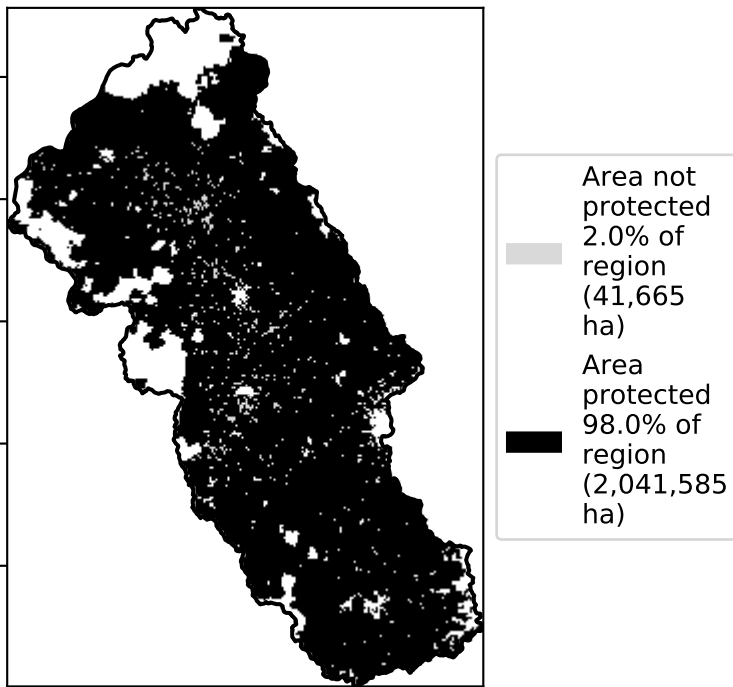 Area not
protected
2.0% of
region
(41,665
ha)
Area
protected
98.0% of
region
(2,041,585
ha)